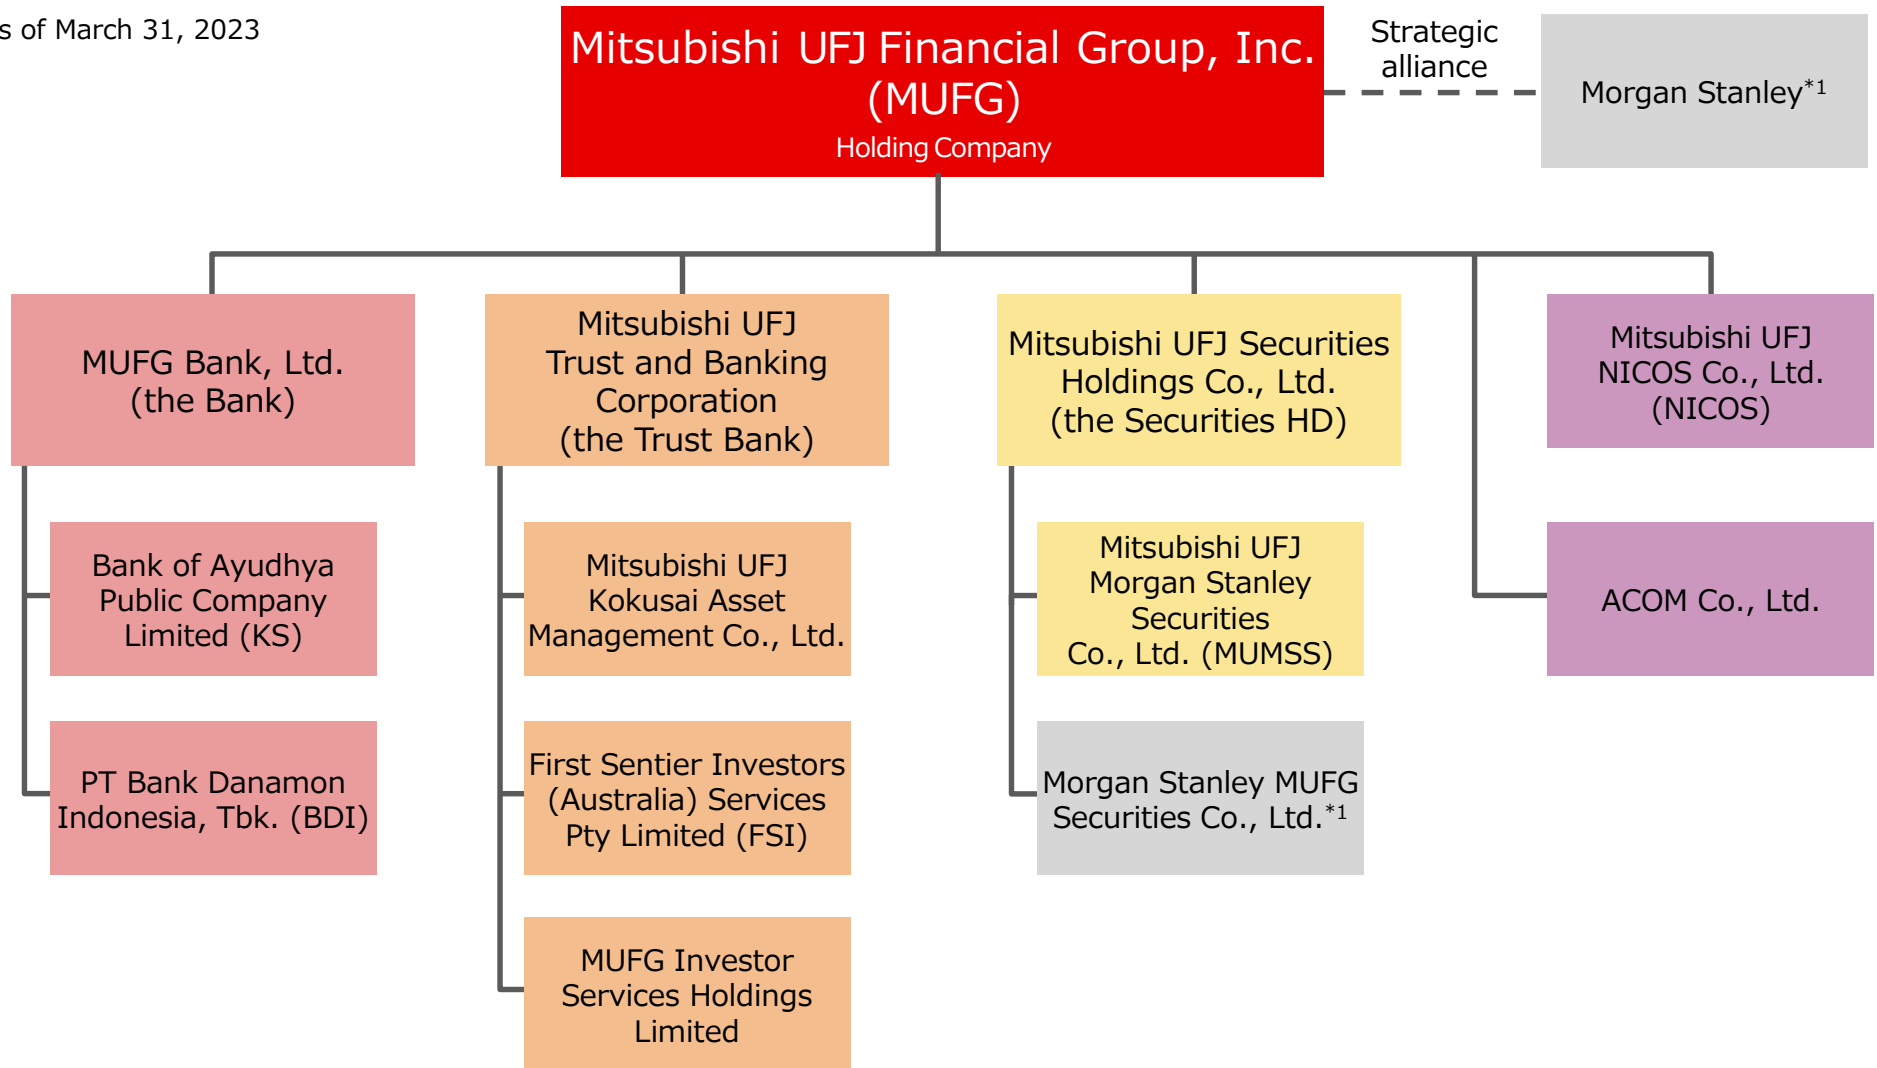 s of March 31, 2023
Mitsubishi UFJ Financial Group, Inc.
(MUFG)
Holding Company
Strategic
alliance
Morgan Stanley*1
MUFG Bank, Ltd.
(the Bank)
Mitsubishi UFJ
Trust and Banking
Corporation
(the Trust Bank)
Mitsubishi UFJ Securities
Holdings Co., Ltd.
(the Securities HD)
Mitsubishi UFJ
NICOS Co., Ltd.
(NICOS)
Bank of Ayudhya
Public Company
Limited (KS)
Mitsubishi UFJ
Kokusai Asset
Management Co., Ltd.
Mitsubishi UFJ
Morgan Stanley
Securities
Co., Ltd. (MUMSS)
ACOM Co., Ltd.
PT Bank Danamon
Indonesia, Tbk. (BDI)
First Sentier Investors
(Australia) Services
Pty Limited (FSI)
Morgan Stanley MUFG
Securities Co., Ltd.*1
MUFG Investor
Services Holdings
Limited